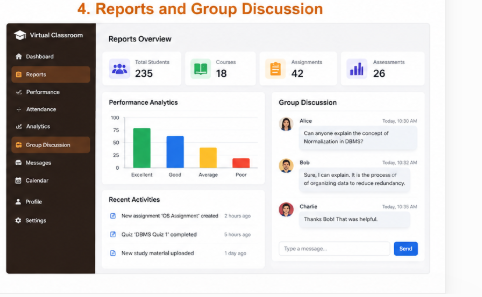 4. Reports and Group Discussion
Virtual Classroom
Dashboard
Reports
Performance
Attendance
Analytics
Group Discussion
Messages
Calendar
Profile
Settings
Reports Overview
Total Students
235
Courses
18
Assignments
42
Assessments
26
Performance Analytics
100
75
50
25
0
Excellent Good Average Poor
Recent Activities
New assignment 'OS Assignment' created 2 hours ago
Quiz 'DBMS Quiz 1' completed 5 hours ago
New study material uploaded 1 day ago
Group Discussion
Alice Today, 10:30 AM
Can anyone explain the concept of
Normalization in DBMS?
Bob Today, 10:32 AM
Sure, I can explain. It is the process of
of organizing data to reduce redundancy.
Charlie Today, 10:35 AM
Thanks Bob! That was helpful.
Type a message...
Send